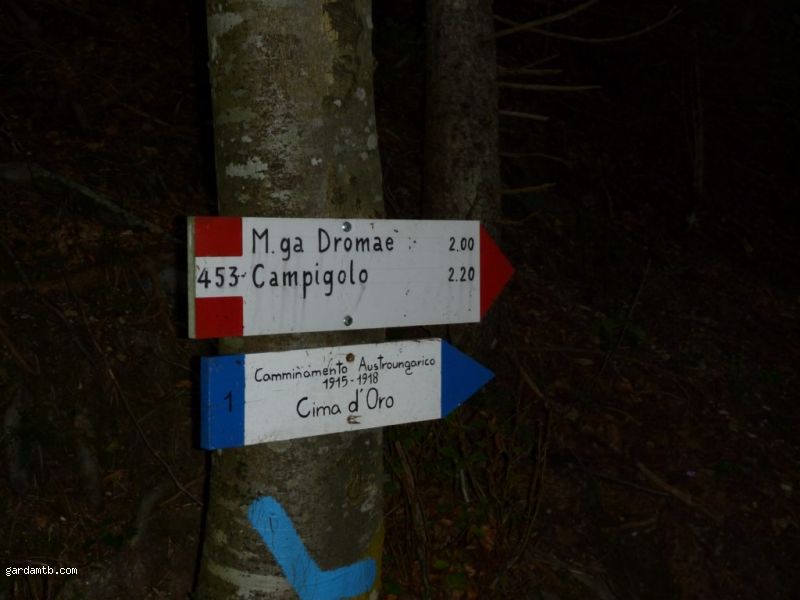 M.ga Dromaè 2.00
453 Campigolo 2.20
Camminamento Austroungarico
1915-1918
1 Cima d'Oro
gardamtb.com